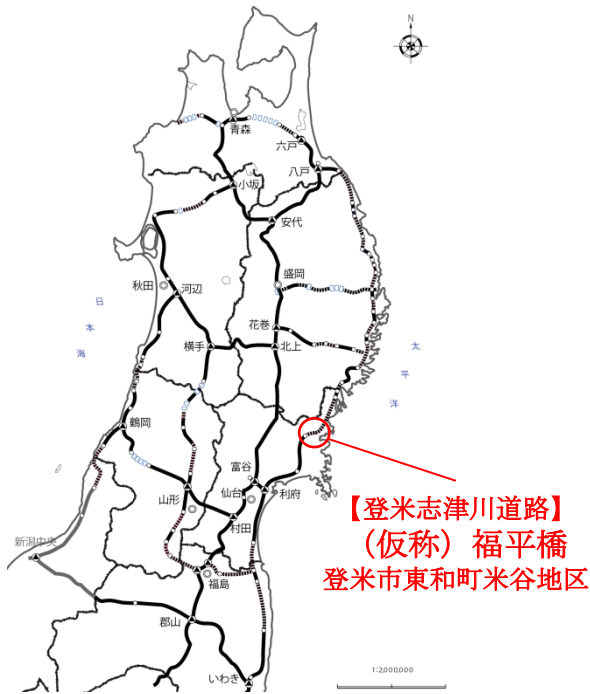 N
青森
六戸
八戸
小坂
安代
盛岡
秋田
河辺
日本海
花巻
横手
北上
太平洋
鶴岡
富谷
仙台
利府
山形
村田
【登米志津川道路】
（仮称）福平橋
登米市東和町米谷地区
新潟中央
福島
郡山
いわき
1:2,000,000